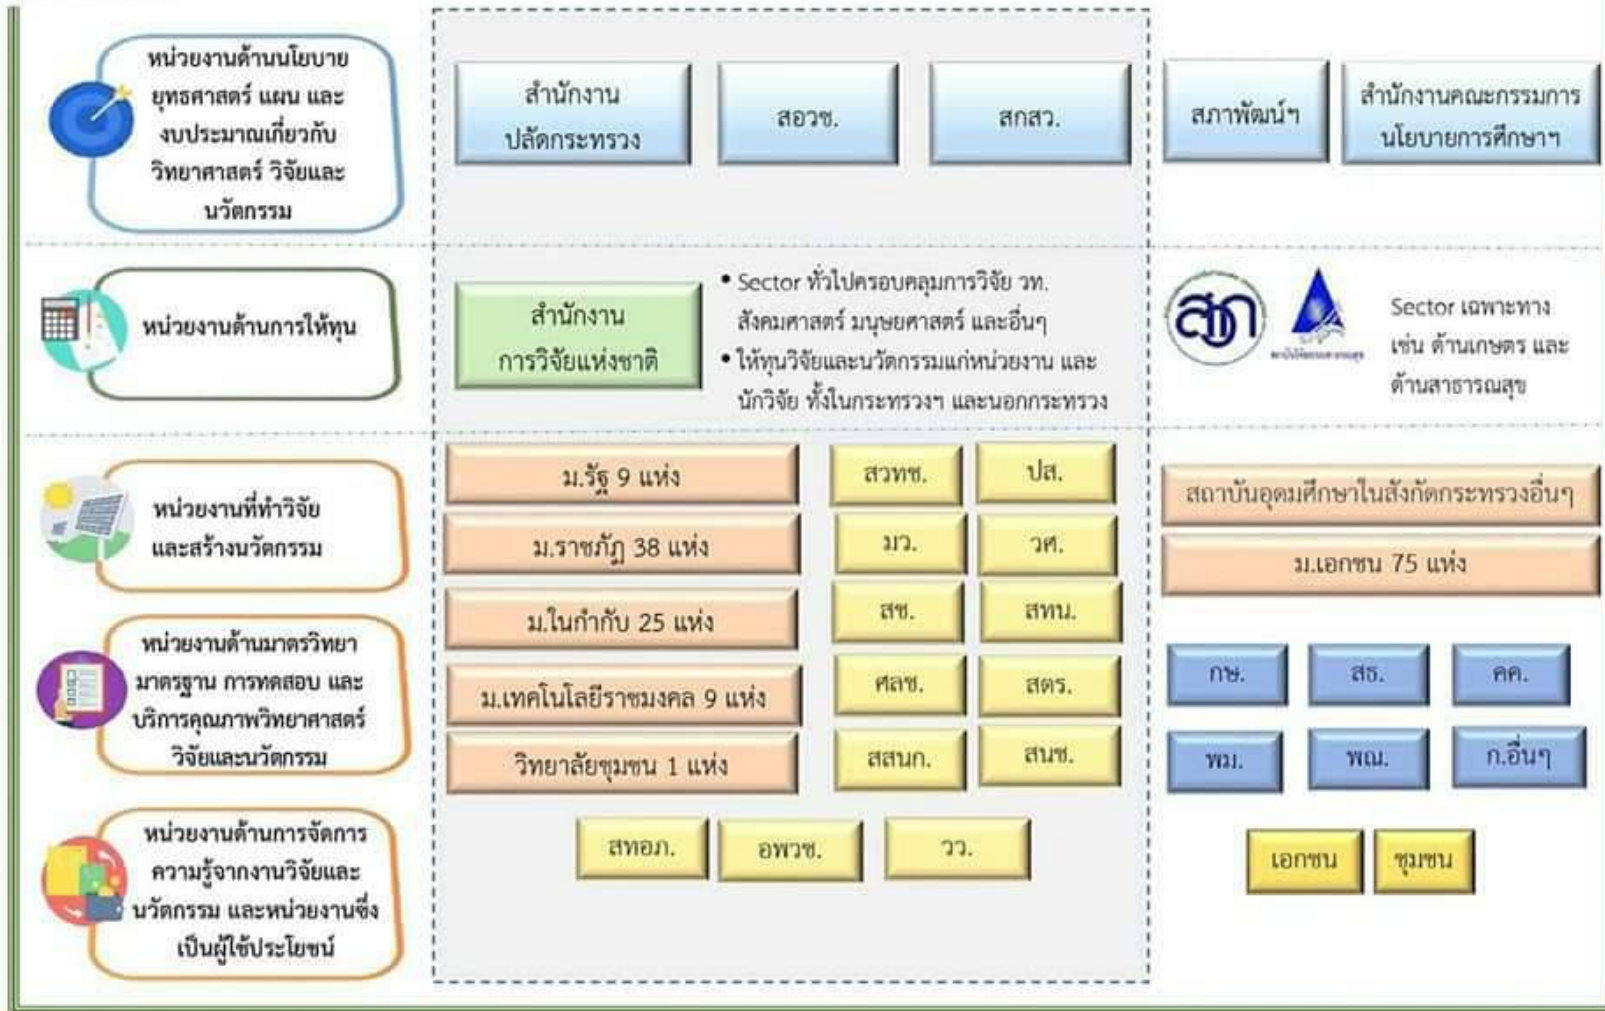 หน่วยงานด้านนโยบาย
ยุทธศาสตร์ แผน และ
งบประมาณเกี่ยวกับ
วิทยาศาสตร์ วิจัยและ
นวัตกรรม
สำนักงาน
ปลัดกระทรวง
สอวช.
สกสว.
สภาพัฒน์ฯ
สำนักงานคณะกรรมการ
นโยบายการศึกษาฯ
หน่วยงานด้านการให้ทุน
สำนักงาน
การวิจัยแห่งชาติ
• Sector ทั่วไปครอบคลุมการวิจัย วท.
สังคมศาสตร์ มนุษยศาสตร์ และอื่นๆ
• ให้ทุนวิจัยและนวัตกรรมแก่หน่วยงาน และ
นักวิจัย ทั้งในกระทรวงฯ และนอกกระทรวง
Sector เฉพาะทาง
เช่น ด้านเกษตร และ
ด้านสาธารณสุข
หน่วยงานที่ทำวิจัย
และสร้างนวัตกรรม
ม.รัฐ 9 แห่ง
สวทช.
ปส.
สถาบันอุดมศึกษาในสังกัดกระทรวงอื่นๆ
ม.ราชภัฏ 38 แห่ง
มว.
วศ.
ม.เอกชน 75 แห่ง
ม.ในกำกับ 25 แห่ง
สซ.
สทน.
หน่วยงานด้านมาตรวิทยา
มาตรฐาน การทดสอบ และ
บริการคุณภาพวิทยาศาสตร์
วิจัยและนวัตกรรม
ม.เทคโนโลยีราชมงคล 9 แห่ง
ศลช.
สดร.
กษ.
สธ.
คค.
วิทยาลัยชุมชน 1 แห่ง
สสนก.
สนช.
พม.
พณ.
ก.อื่นๆ
หน่วยงานด้านการจัดการ
ความรู้จากงานวิจัยและ
นวัตกรรม และหน่วยงานซึ่ง
เป็นผู้ใช้ประโยชน์
สทอภ.
อพวช.
วว.
เอกชน
ชุมชน